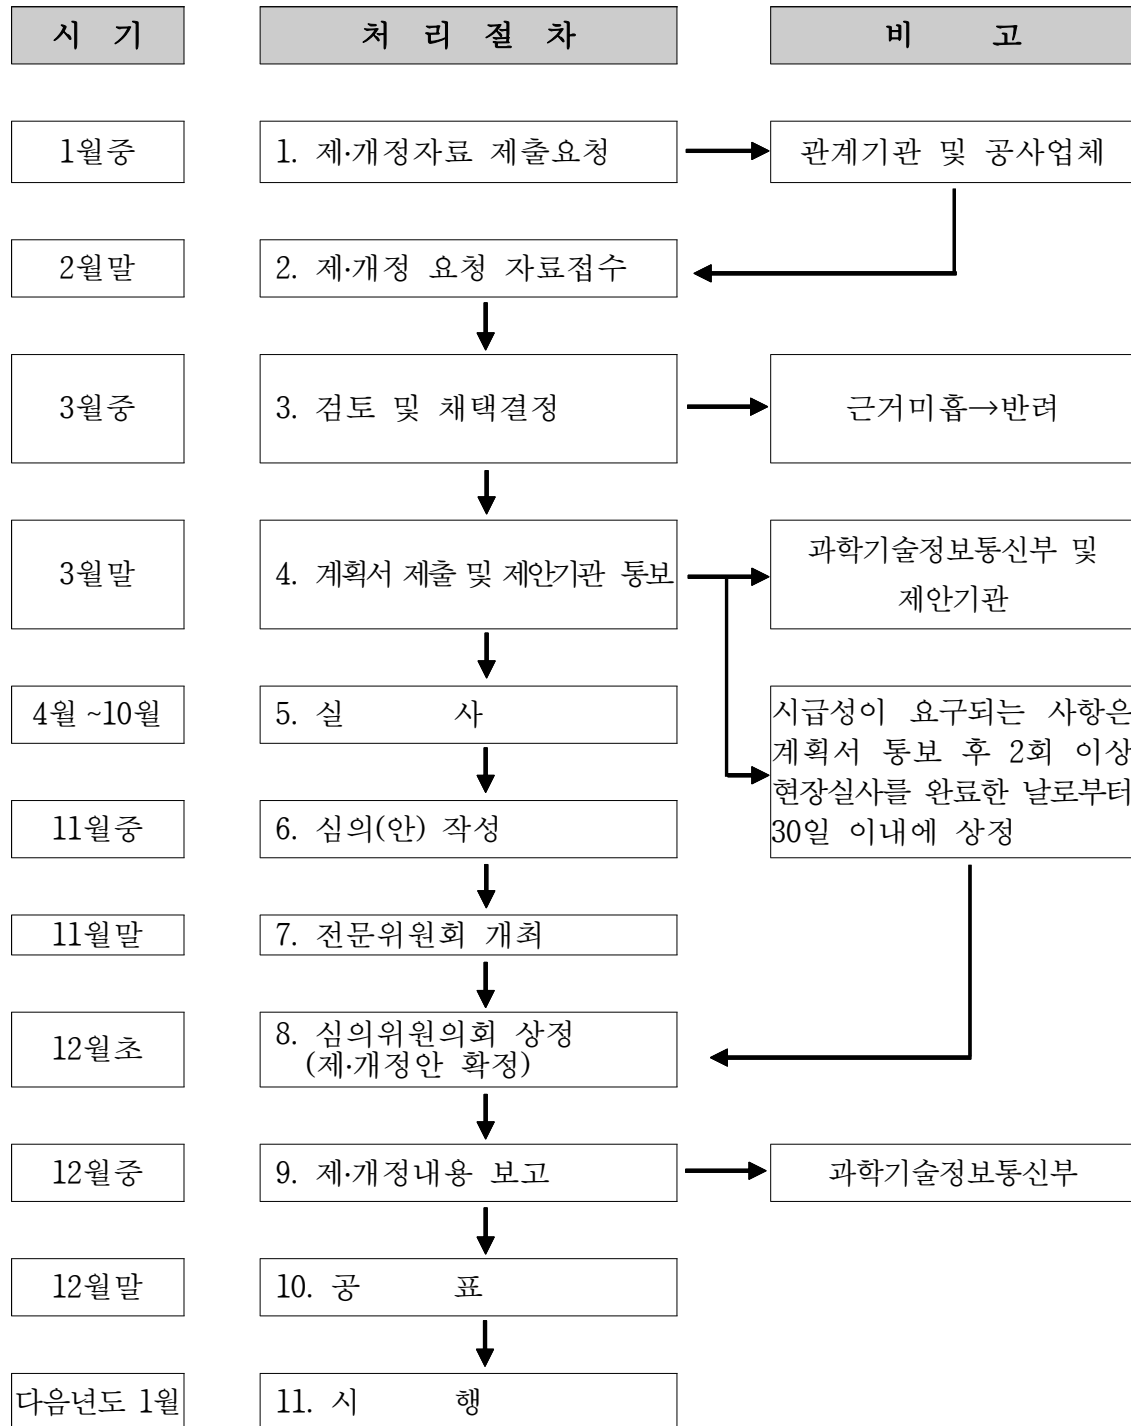 시 기
처 리 절 차
비 고
1월중
1. 제·개정자료 제출요청
관계기관 및 공사업체
2월말
2. 제·개정 요청 자료접수
3월중
3. 검토 및 채택결정
근거미흡→반려
3월말
4. 계획서 제출 및 제안기관 통보
과학기술정보통신부 및
제안기관
4월 ~10월
5. 실 사
시급성이 요구되는 사항은
계획서 통보 후 2회 이상
현장실사를 완료한 날로부터
30일 이내에 상정
11월중
6. 심의(안) 작성
11월말
7. 전문위원회 개최
12월초
8. 심의위원의회 상정
(제·개정안 확정)
12월중
9. 제·개정내용 보고
과학기술정보통신부
12월말
10. 공 표
다음년도 1월
11. 시 행